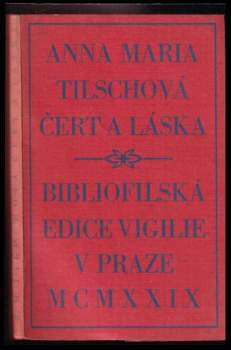 ANNA MARIA
TILSCHOVÁ
ČERT A LÁSKA
BIBLIOFILSKÁ
EDICE VIGILIE
V PRAZE
MCMXXIX